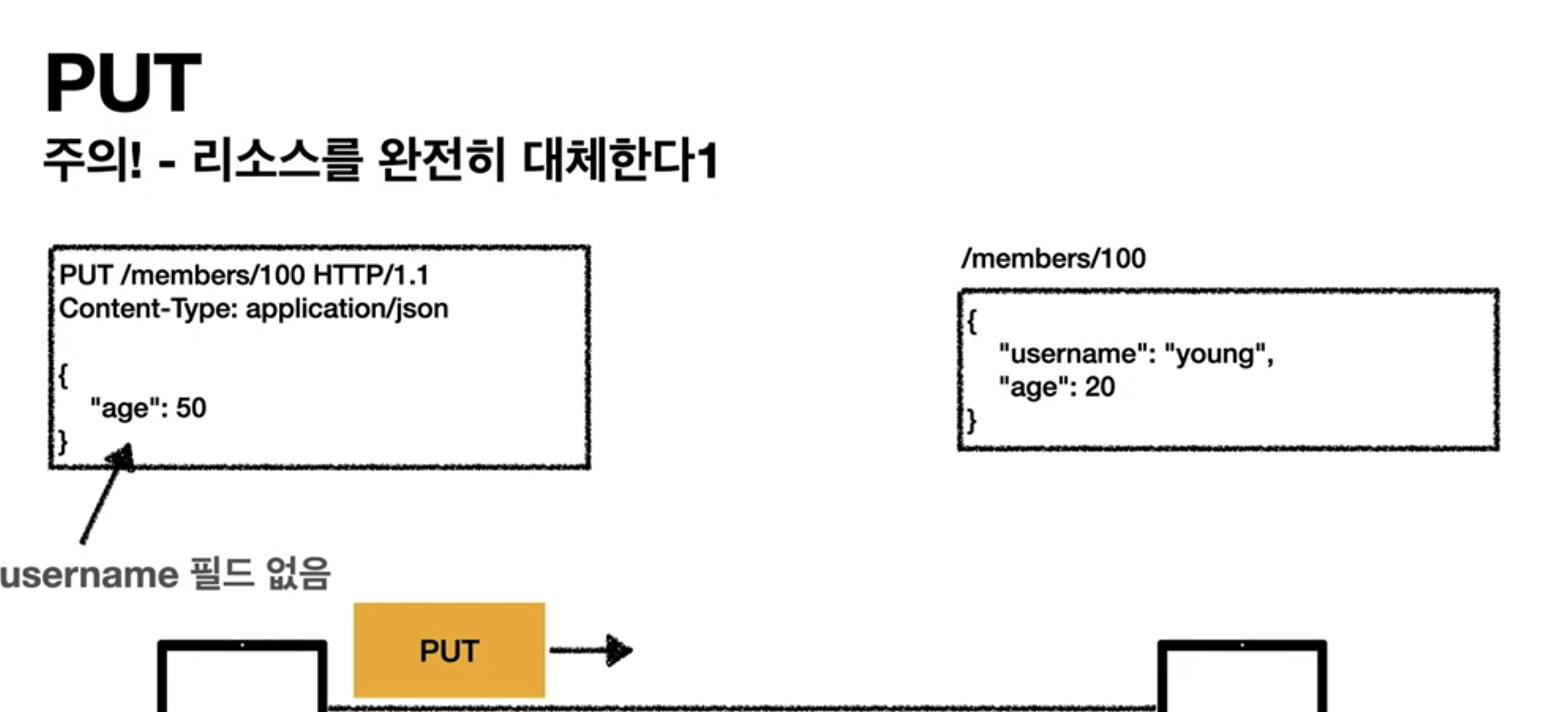 PUT
주의! - 리소스를 완전히 대체한다1
PUT /members/100 HTTP/1.1
Content-Type: application/json
{
"age": 50
}
username 필드 없음
/members/100
{
"username": "young",
"age": 20
}
PUT